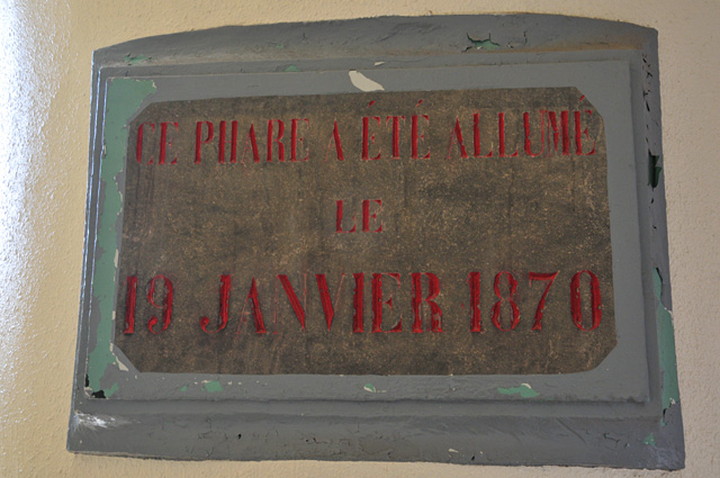 CE PHARE A ÉTÉ ALLUMÉ
LE
19 JANVIER 1870